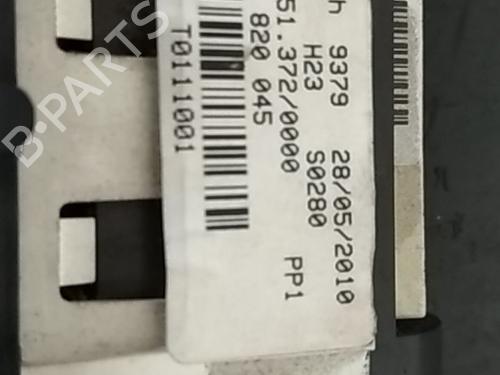 h 9379 28/05/2010
H23 S0280
51.372/0000 PP1
820 045
T0111001
B-PARTS